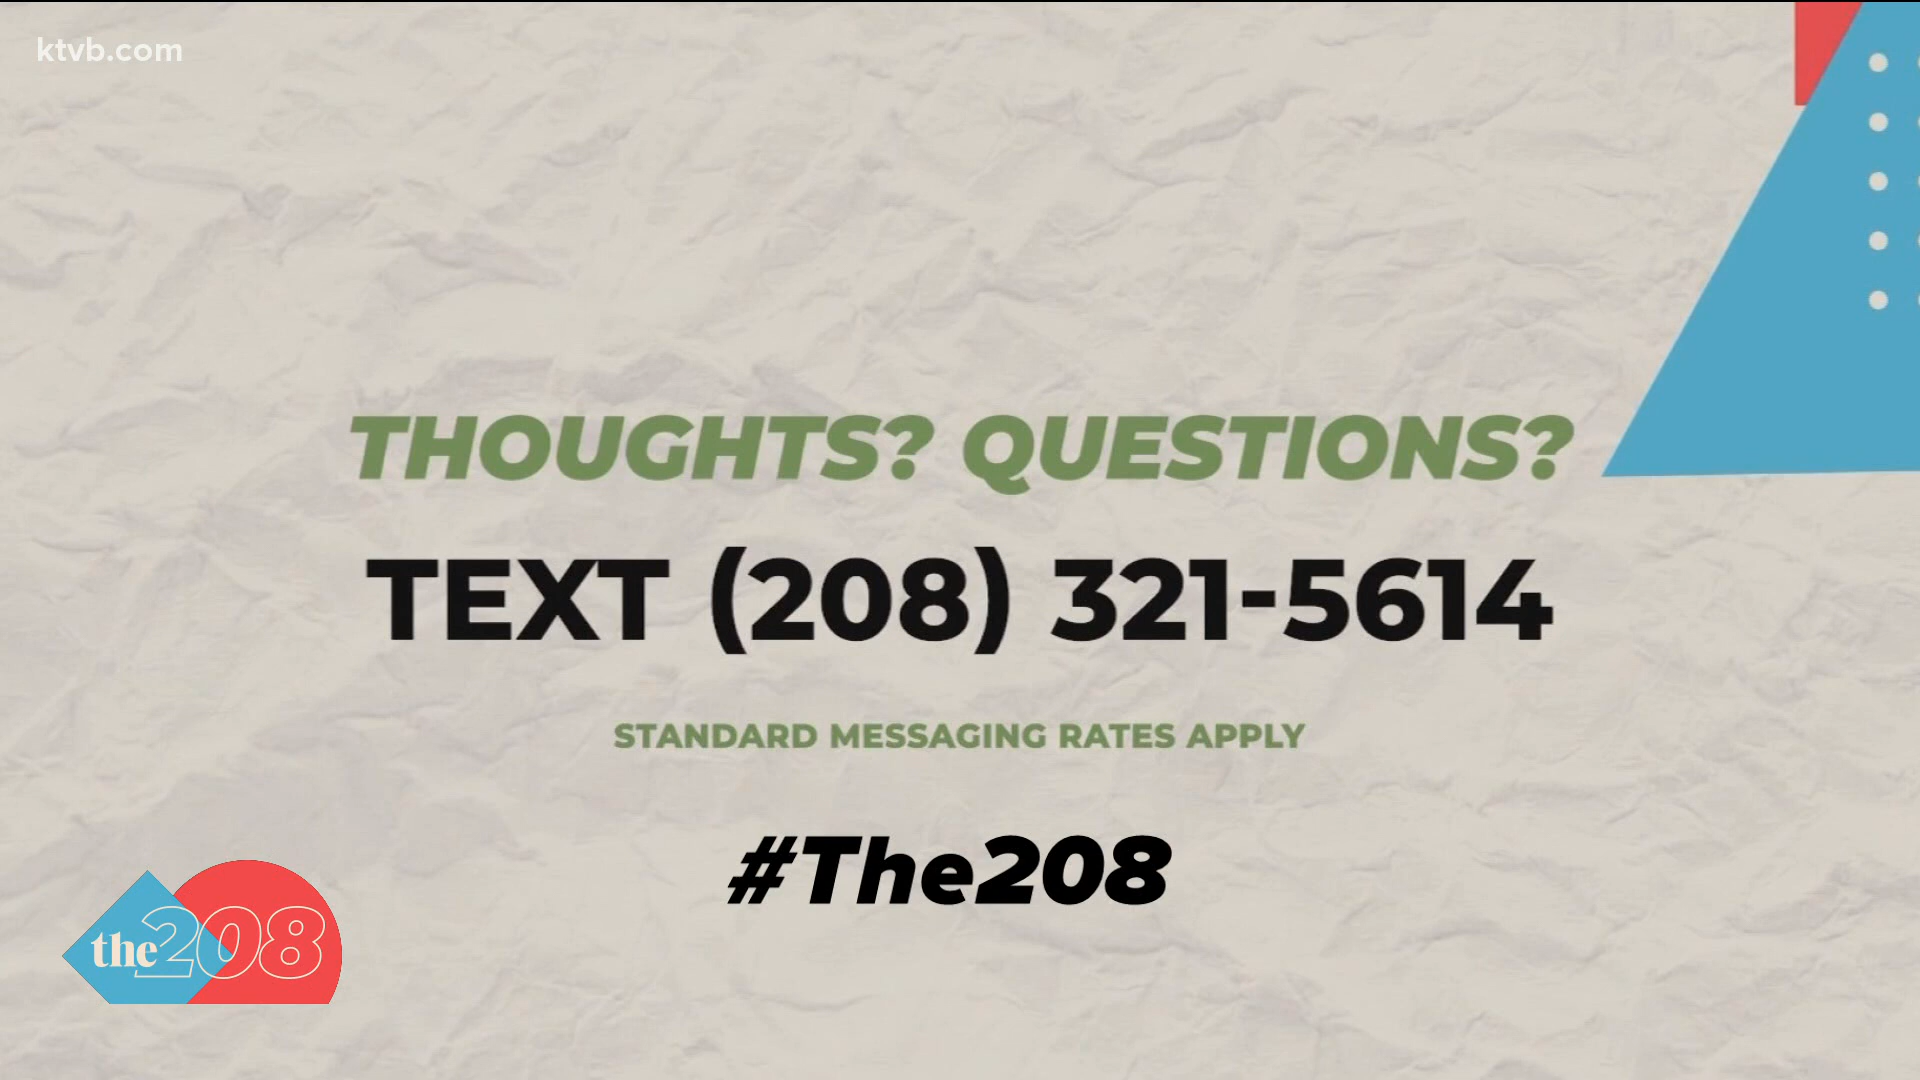 ktvb.com
THOUGHTS? QUESTIONS?
TEXT (208) 321-5614
STANDARD MESSAGING RATES APPLY
#The208
the208